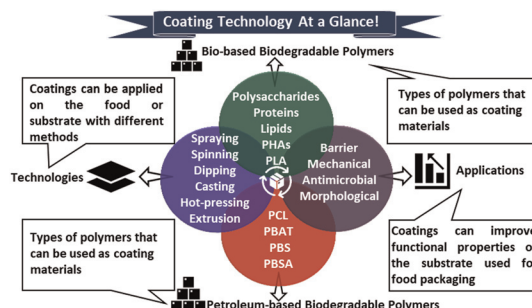 Coating Technology At a Glance!
Bio-based Biodegradable Polymers
Coatings can be applied
on the food or
substrate with different
methods
Types of polymers that
can be used as coating
materials
Polysaccharides
Proteins
Lipids
PHAs
PLA
Spraying
Spinning
Dipping
Casting
Hot-pressing
Extrusion
Barrier
Mechanical
Antimicrobial
Morphological
Technologies
Applications
PCL
PBAT
PBS
PBSA
Types of polymers that
can be used as coating
materials
Coatings can improve
functional properties o
the substrate used fo
food packaging
Petroleum-based Biodegradable Polymers